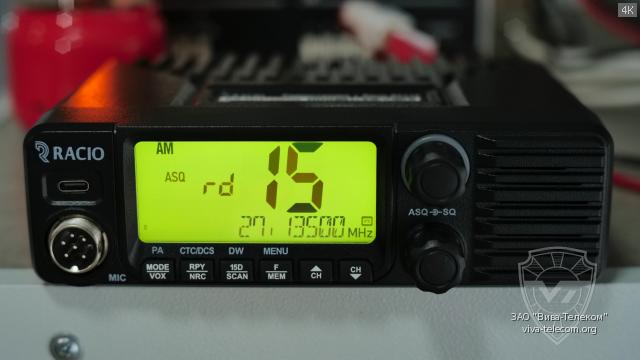 4K
RACIO
AM
ASQ rd 15
27.13500 MHz
ASQ SQ
MIC
PA CTC/DCS DW MENU
MODE VOX
RPY NRC
15D SCAN
F MEM
CH
CH
ЗАО "Вива-Телеком"
viva-telecom.org